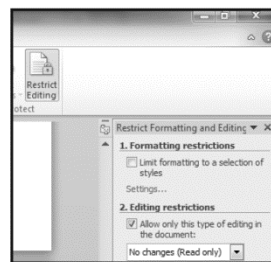 Restrict
Editing
otect
Restrict Formatting and Editing
1. Formatting restrictions
Limit formatting to a selection of
styles
Settings...
2. Editing restrictions
Allow only this type of editing in
the document:
No changes (Read only)